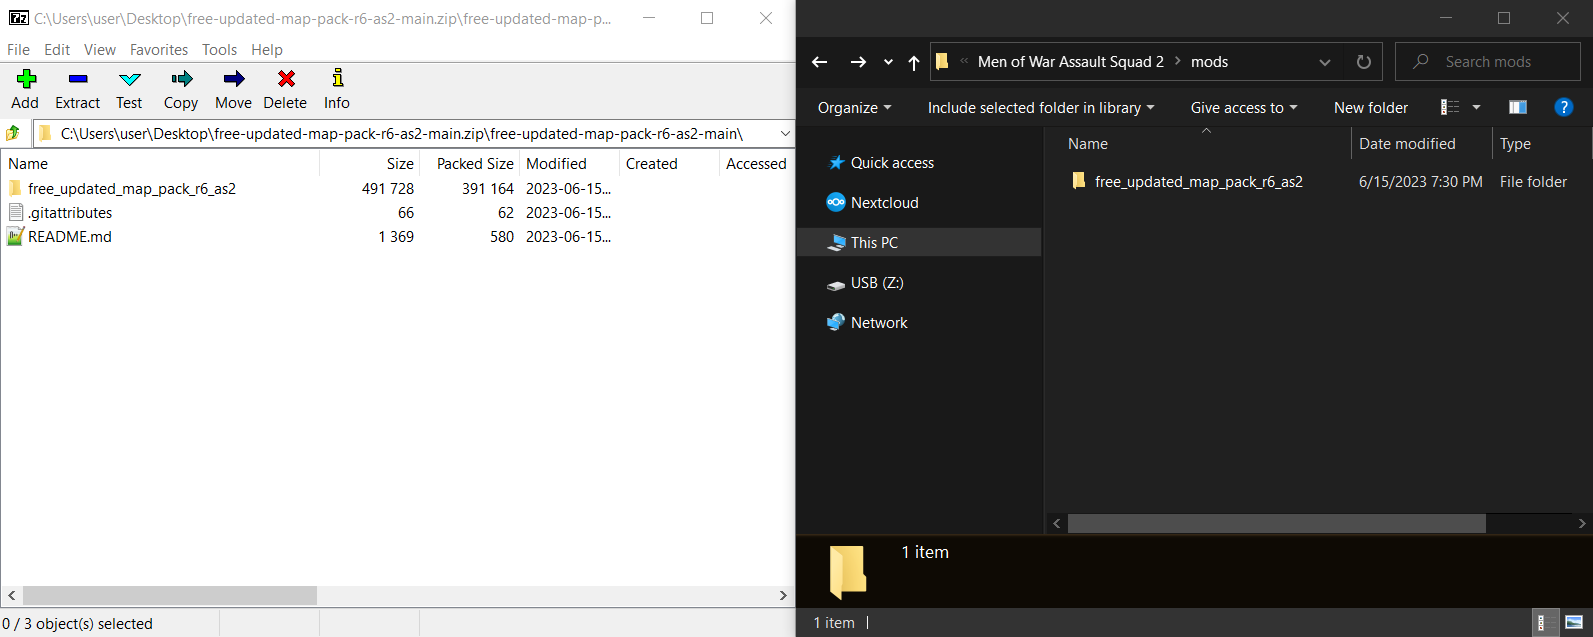 C:\Users\user\Desktop\free-updated-map-pack-r6-as2-main.zip\free-updated-map-p...
File Edit View Favorites Tools Help
Add Extract Test Copy Move Delete Info
C:\Users\user\Desktop\free-updated-map-pack-r6-as2-main.zip\free-updated-map-pack-r6-as2-main\
Name Size Packed Size Modified Created Accessed
free_updated_map_pack_r6_as2 491 728 391 164 2023-06-15...
.gitattributes 66 62 2023-06-15...
README.md 1 369 580 2023-06-15...
0 / 3 object(s) selected
Men of War Assault Squad 2 mods
Search mods
Organize Include selected folder in library Give access to New folder
Name Date modified Type
Quick access
Nextcloud
This PC
USB (Z:)
Network
free_updated_map_pack_r6_as2 6/15/2023 7:30 PM File folder
1 item
1 item